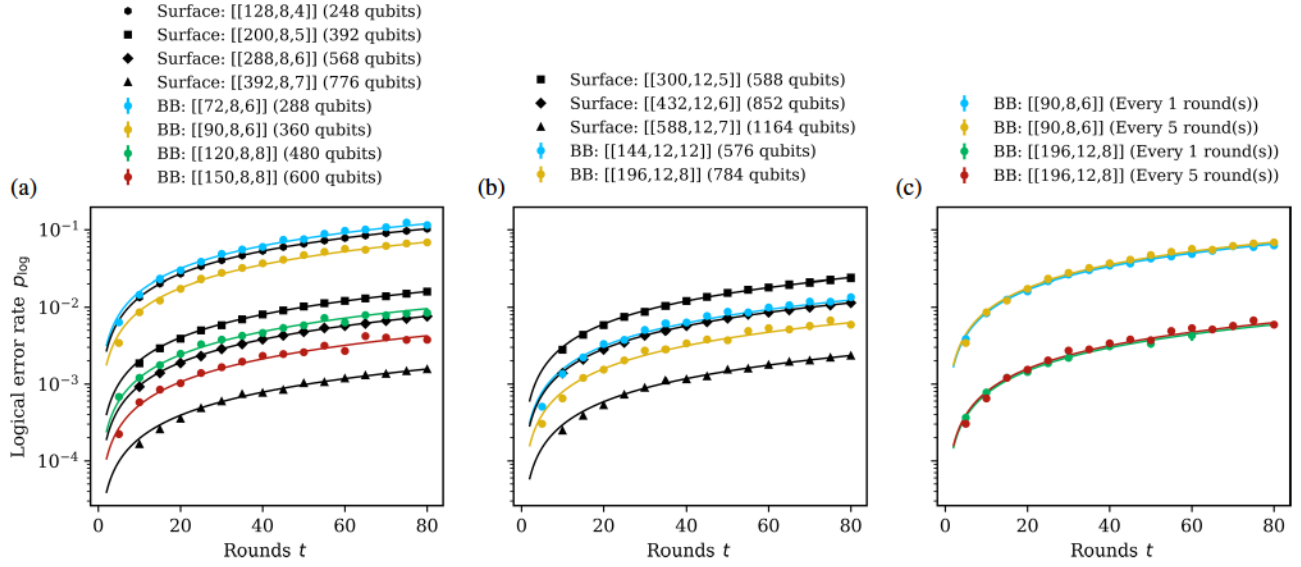 Surface: [[128,8,4]] (248 qubits)
Surface: [[200,8,5]] (392 qubits)
Surface: [[288,8,6]] (568 qubits)
Surface: [[392,8,7]] (776 qubits)
BB: [[72,8,6]] (288 qubits)
BB: [[90,8,6]] (360 qubits)
BB: [[120,8,8]] (480 qubits)
BB: [[150,8,8]] (600 qubits)
(a)
Logical error rate p_log
10⁻¹
10⁻²
10⁻³
10⁻⁴
0 20 40 60 80
Rounds t
Surface: [[300,12,5]] (588 qubits)
Surface: [[432,12,6]] (852 qubits)
Surface: [[588,12,7]] (1164 qubits)
BB: [[144,12,12]] (576 qubits)
BB: [[196,12,8]] (784 qubits)
(b)
0 20 40 60 80
Rounds t
BB: [[90,8,6]] (Every 1 round(s))
BB: [[90,8,6]] (Every 5 round(s))
BB: [[196,12,8]] (Every 1 round(s))
BB: [[196,12,8]] (Every 5 round(s))
(c)
0 20 40 60 80
Rounds t